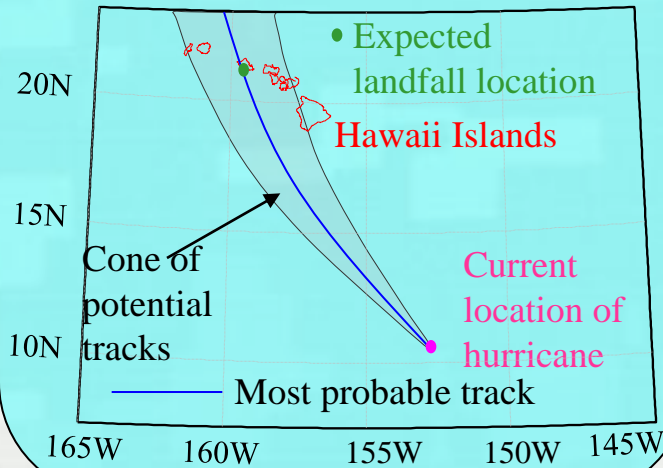 • Expected
landfall location
20N
Hawaii Islands
15N
Cone of
potential
tracks
Current
location of
hurricane
10N
Most probable track
165W 160W 155W 150W 145W